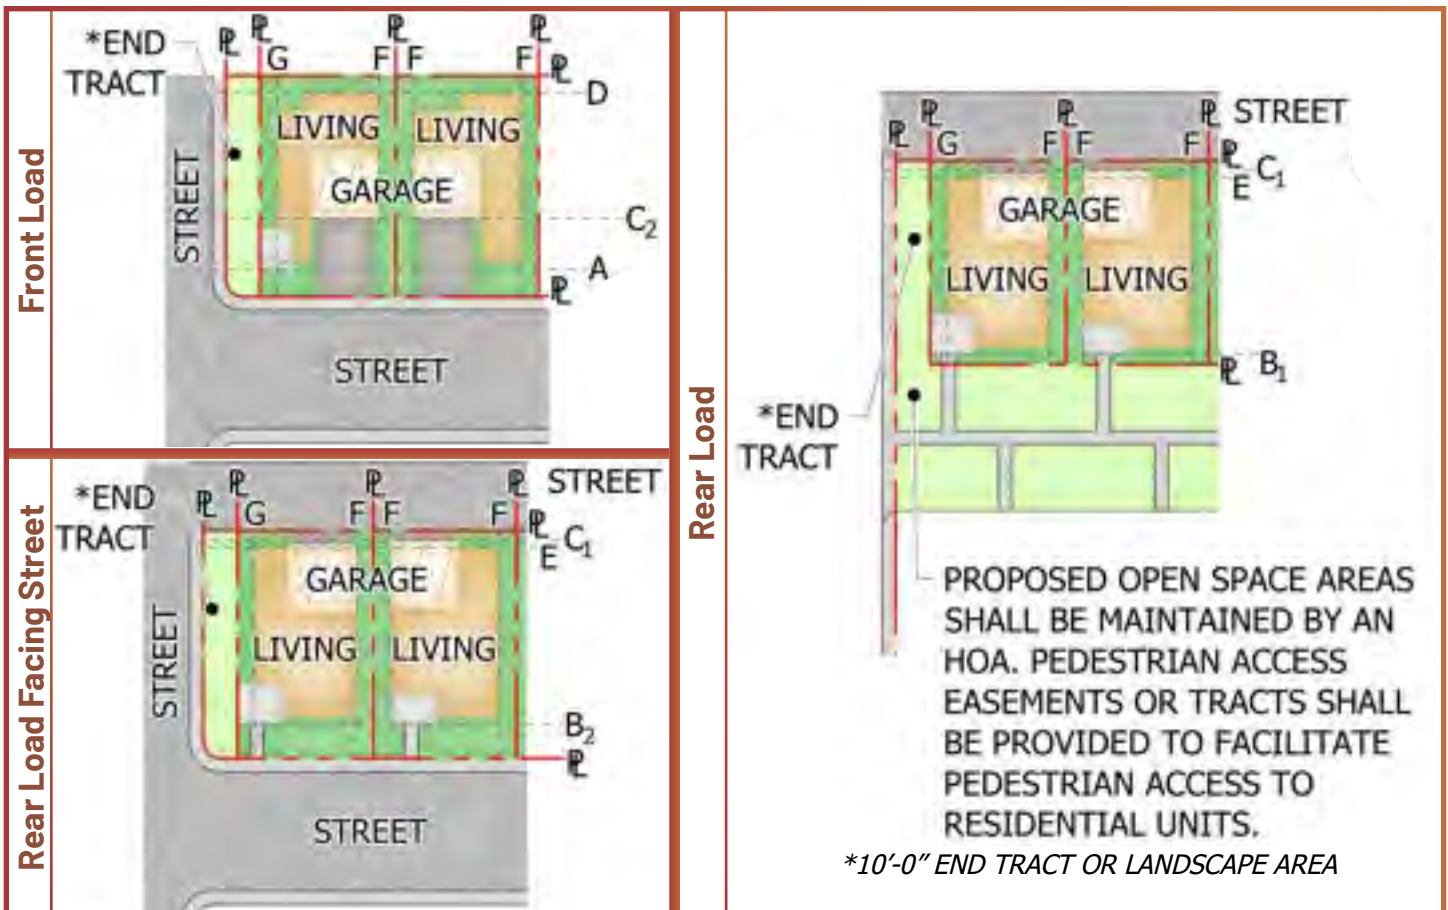 Front Load
*END
TRACT
PL
PL
PL
PL
G
F
F
F
PL
D
LIVING
LIVING
STREET
GARAGE
C2
A
PL
STREET
Rear Load Facing Street
*END
TRACT
PL
PL
PL
PL
STREET
G
F
F
F
PL
E
C1
GARAGE
STREET
LIVING
LIVING
B2
PL
STREET
Rear Load
PL
PL
PL
PL
STREET
G
F
F
F
PL
E
C1
GARAGE
LIVING
LIVING
PL
B1
*END
TRACT
PROPOSED OPEN SPACE AREAS
SHALL BE MAINTAINED BY AN
HOA. PEDESTRIAN ACCESS
EASEMENTS OR TRACTS SHALL
BE PROVIDED TO FACILITATE
PEDESTRIAN ACCESS TO
RESIDENTIAL UNITS.
*10'-0" END TRACT OR LANDSCAPE AREA